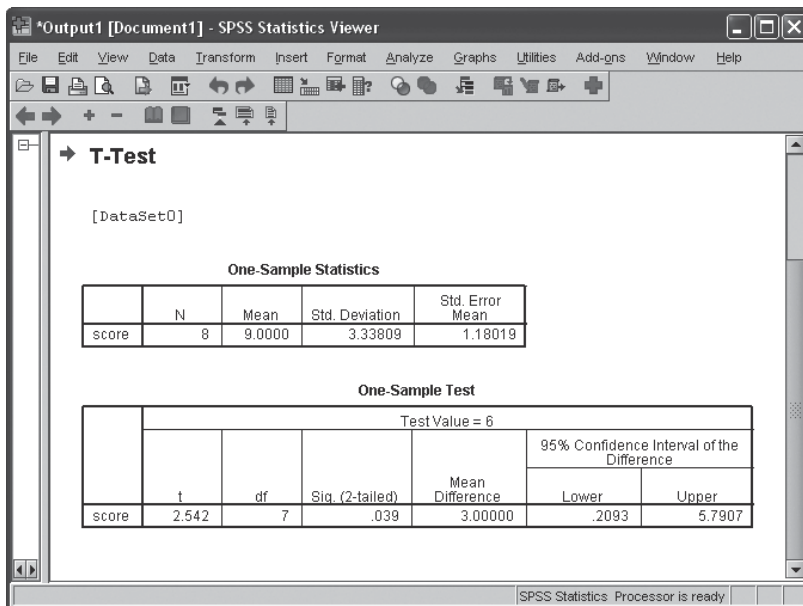 *Output1 [Document1] - SPSS Statistics Viewer
File Edit View Data Transform Insert Format Analyze Graphs Utilities Add-ons Window Help
T-Test
[DataSet0]
One-Sample Statistics
N Mean Std. Deviation Std. Error Mean
score 8 9.0000 3.33809 1.18019
One-Sample Test
Test Value = 6
95% Confidence Interval of the Difference
t df Sig. (2-tailed) Mean Difference Lower Upper
score 2.542 7 .039 3.00000 .2093 5.7907
SPSS Statistics Processor is ready